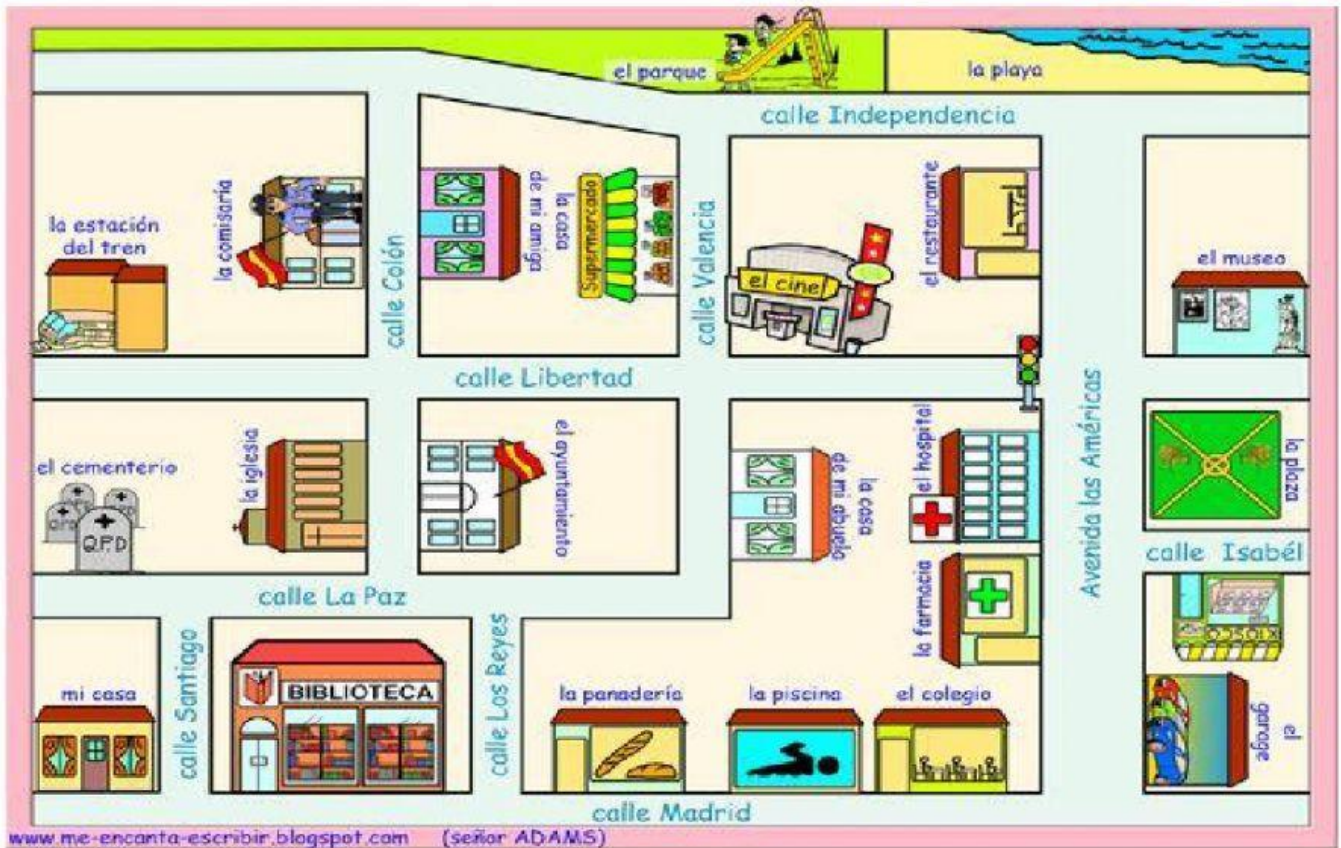 el parque
la playa
calle Independencia
la estación
del tren
la comisaría
calle Colón
la casa
de mi amiga
Supermercado
calle Valencia
el cine
el restaurante
el museo
calle Libertad
Avenida las Américas
el cementerio
Q.P.D
la iglesia
el ayuntamiento
la casa
de mi abuelo
el hospital
la plaza
calle Isabél
calle La Paz
la farmacia
KIOSCO
mi casa
calle Santiago
BIBLIOTECA
calle Los Reyes
la panadería
la piscina
el colegio
el
garage
calle Madrid
www.me-encanta-escribir.blogspot.com (señor ADAMS)